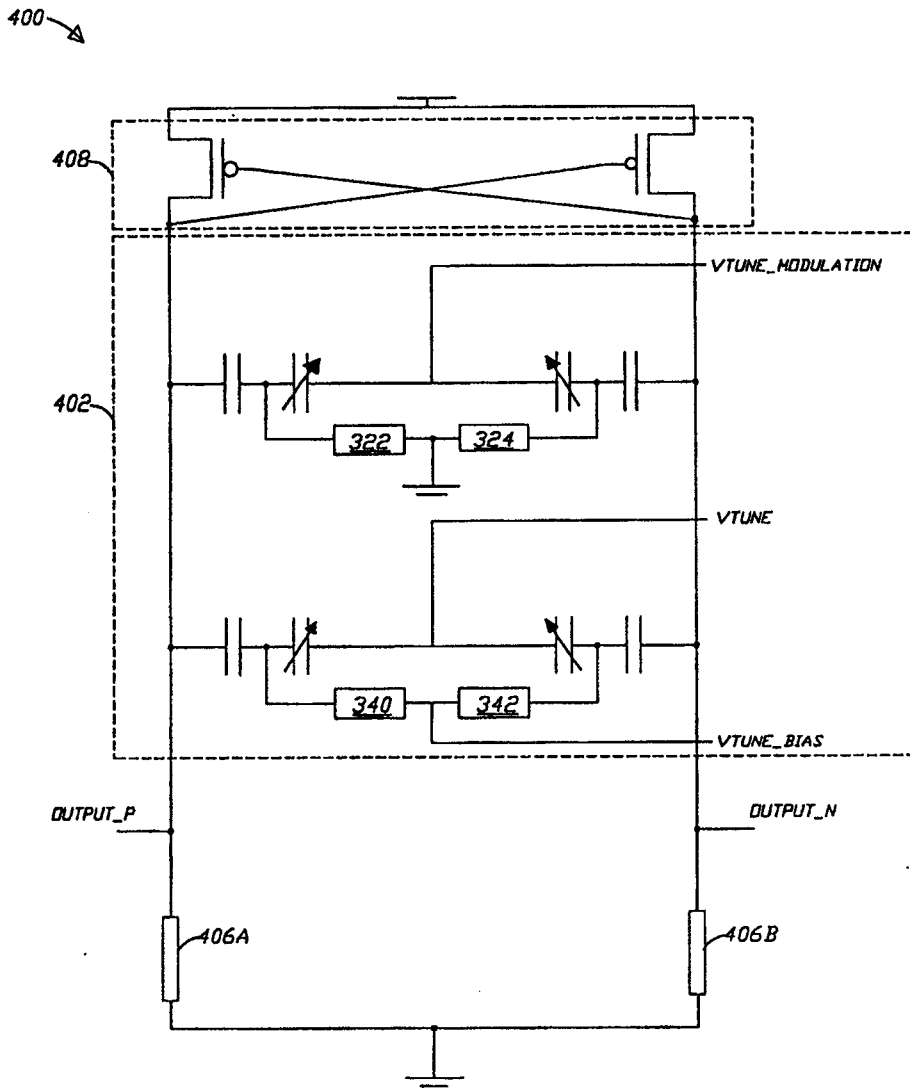 400
408
VTUNE_MODULATION
402
322
324
VTUNE
340
342
VTUNE_BIAS
OUTPUT_P
OUTPUT_N
406A
406B